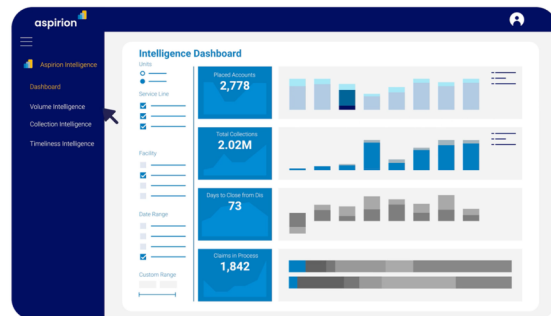 aspirion
Aspirion Intelligence
Dashboard
Volume Intelligence
Collection Intelligence
Timeliness Intelligence
Intelligence Dashboard
Units
Service Line
Facility
Date Range
Custom Range
Placed Accounts
2,778
Total Collections
2.02M
Days to Close from Dis
73
Claims in Process
1,842